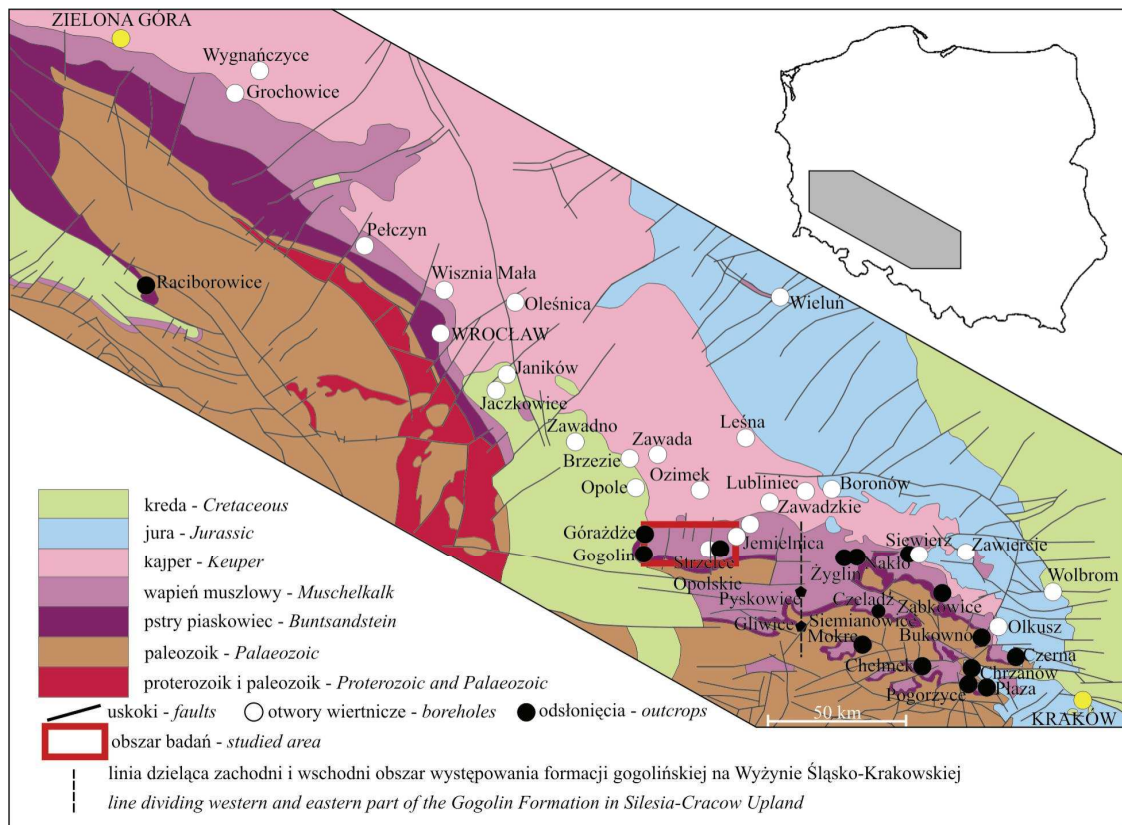 ZIELONA GÓRA
Wygnańczyce
Grochowice
Pełczyn
Raciborowice
Wisznia Mała
Oleśnica
Wieluń
WROCŁAW
Janików
Jaczkowice
Zawadno
Zawada
Leśna
Brzezie
Ozimek
Lubliniec
Opole
Boronów
Zawadzkie
Górażdże
Jemielnica
Siewierz
Zawiercie
Gogolin
Strzelce
Opolskie
Żyglin
Nakło
Wolbrom
Pyskowice
Czeladź
Ząbkowice
Gliwice
Siemianowice
Olkusz
Mokre
Bukowno
Czerna
Chełmek
Chrzanów
Pogorzyce
Płaza
50 km
KRAKÓW
kreda - Cretaceous
jura - Jurassic
kajper - Keuper
wapień muszlowy - Muschelkalk
pstry piaskowiec - Buntsandstein
paleozoik - Palaeozoic
proterozoik i paleozoik - Proterozoic and Palaeozoic
uskoki - faults otwory wiertnicze - boreholes odsłonięcia - outcrops
obszar badań - studied area
linia dzieląca zachodni i wschodni obszar występowania formacji gogolińskiej na Wyżynie Śląsko-Krakowskiej
line dividing western and eastern part of the Gogolin Formation in Silesia-Cracow Upland